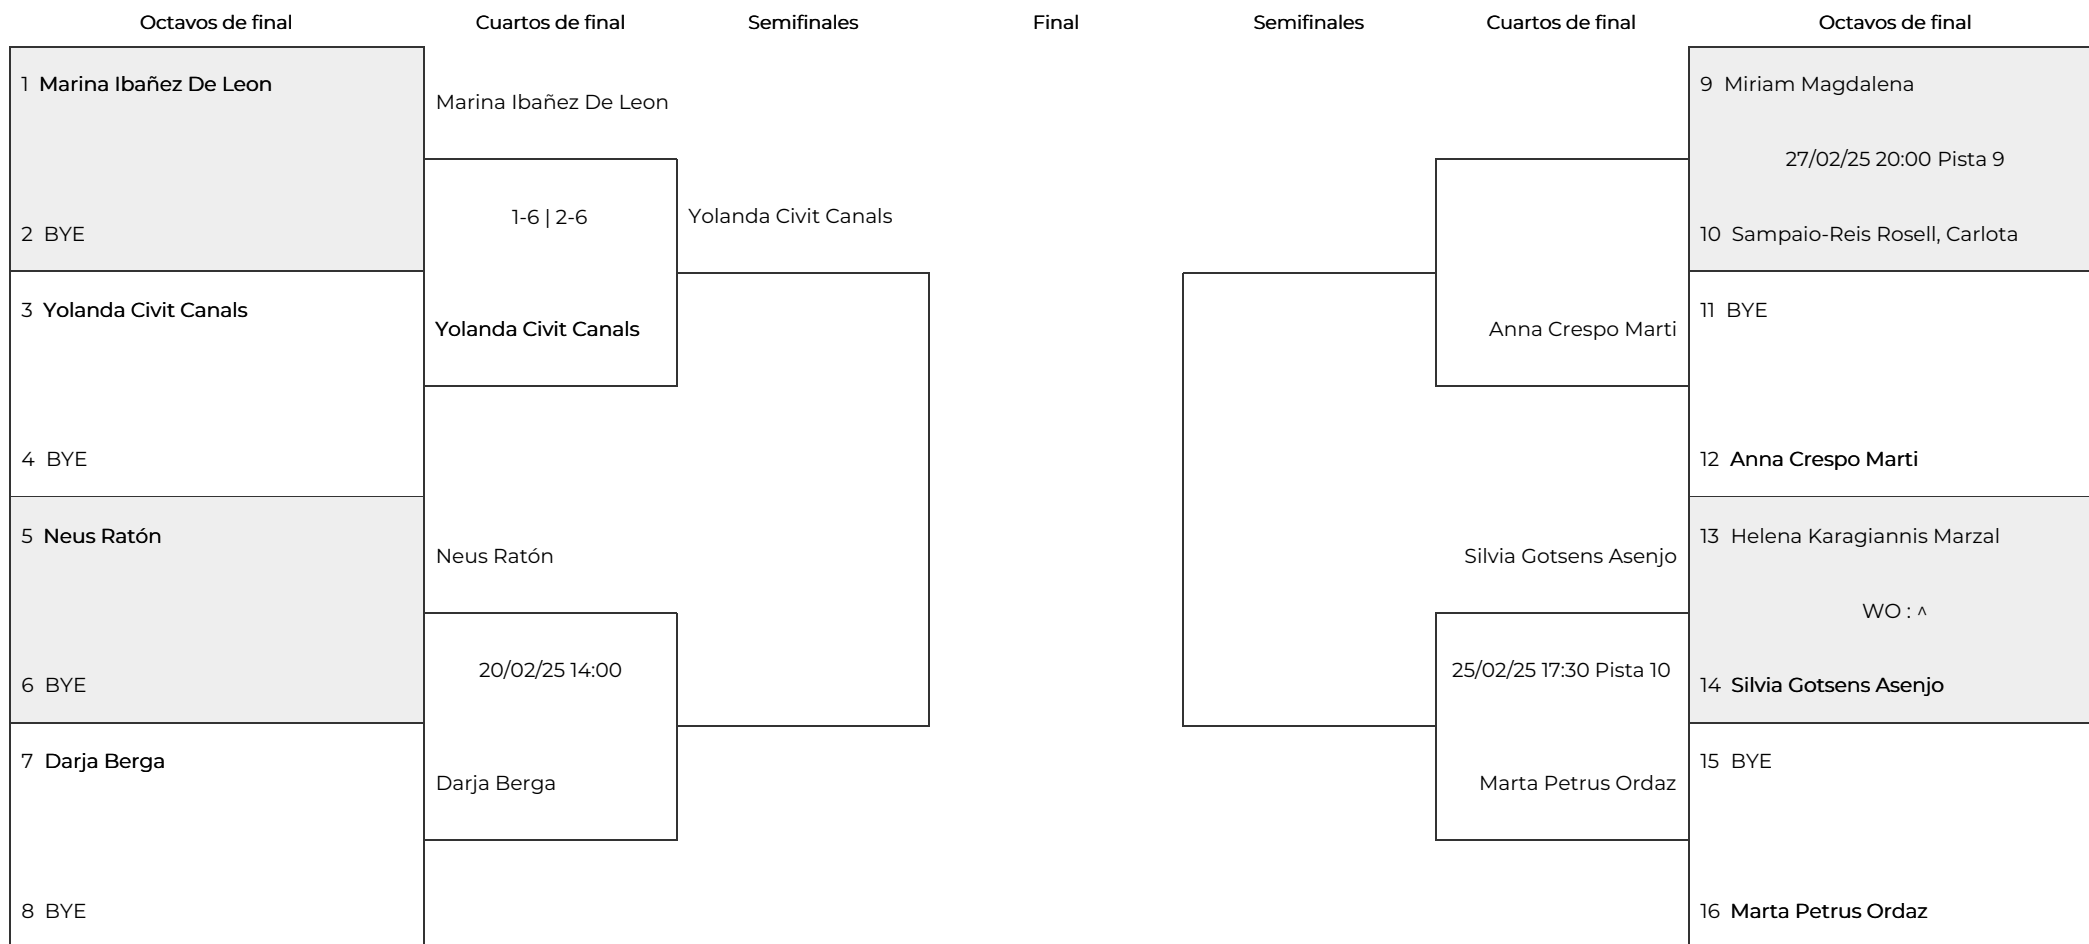 Octavos de final
Cuartos de final
Semifinales
Final
Semifinales
Cuartos de final
Octavos de final
1 Marina Ibañez De Leon
2 BYE
3 Yolanda Civit Canals
4 BYE
5 Neus Ratón
6 BYE
7 Darja Berga
8 BYE
Marina Ibañez De Leon
1-6 | 2-6
Yolanda Civit Canals
Neus Ratón
20/02/25 14:00
Darja Berga
Yolanda Civit Canals
Anna Crespo Marti
Silvia Gotsens Asenjo
25/02/25 17:30 Pista 10
Marta Petrus Ordaz
9 Miriam Magdalena
27/02/25 20:00 Pista 9
10 Sampaio-Reis Rosell, Carlota
11 BYE
12 Anna Crespo Marti
13 Helena Karagiannis Marzal
WO : ^
14 Silvia Gotsens Asenjo
15 BYE
16 Marta Petrus Ordaz